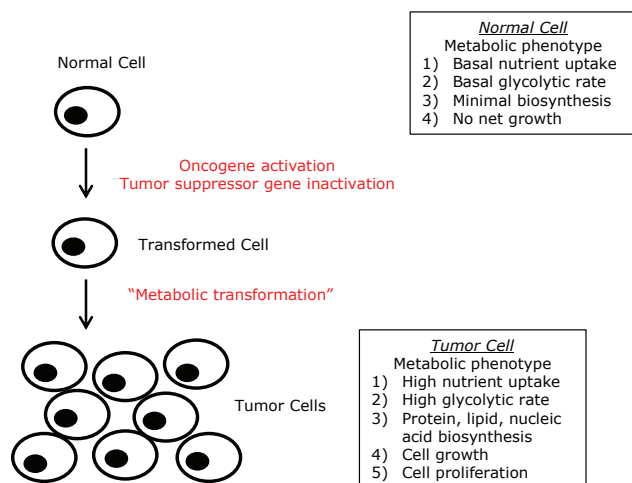 Normal Cell
Metabolic phenotype
1) Basal nutrient uptake
2) Basal glycolytic rate
3) Minimal biosynthesis
4) No net growth
Normal Cell
Oncogene activation
Tumor suppressor gene inactivation
Transformed Cell
“Metabolic transformation”
Tumor Cells
Tumor Cell
Metabolic phenotype
1) High nutrient uptake
2) High glycolytic rate
3) Protein, lipid, nucleic
acid biosynthesis
4) Cell growth
5) Cell proliferation